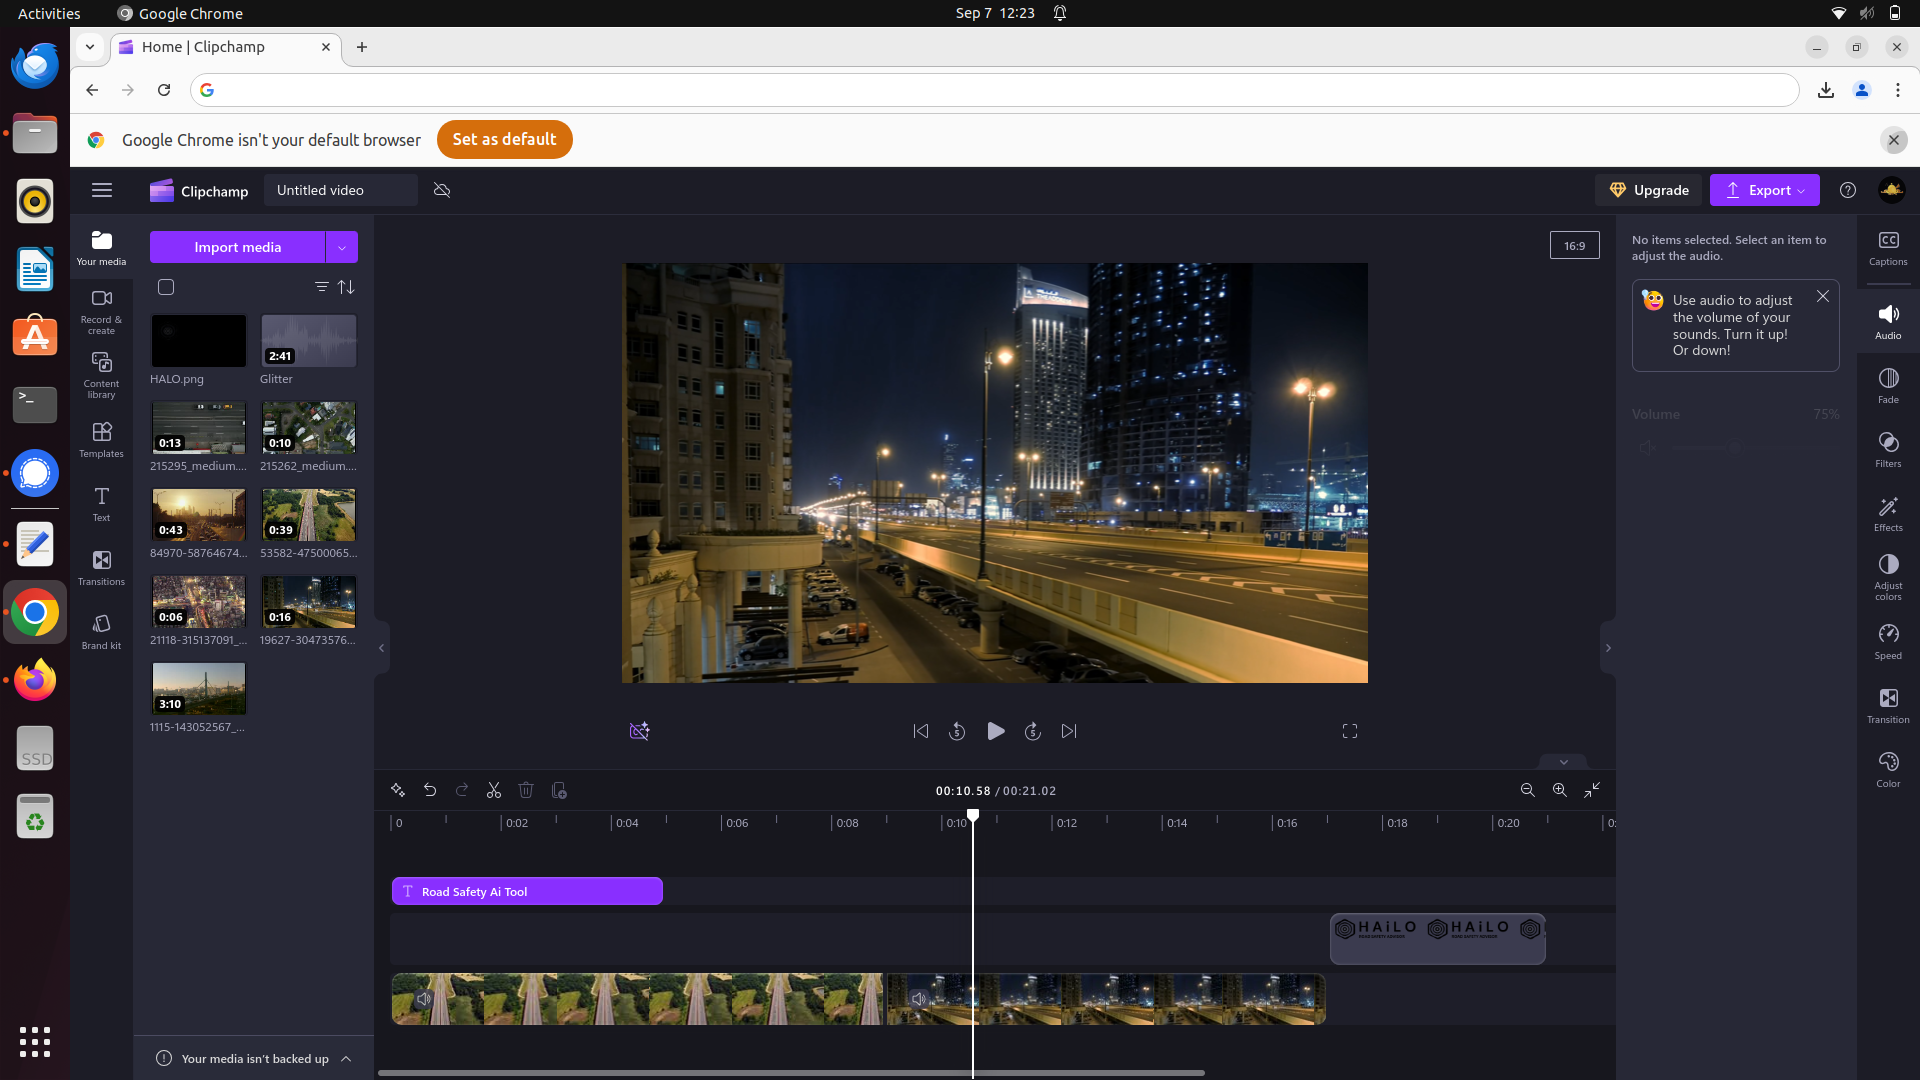 Activities
Google Chrome
Sep 7 12:23
Home | Clipchamp
Google Chrome isn't your default browser
Set as default
Clipchamp
Untitled video
Upgrade
Export
Your media
Record &
create
Content
library
Templates
Text
Transitions
Brand kit
Import media
HALO.png
2:41
Glitter
0:13
215295_medium....
0:10
215262_medium....
0:43
84970-58764674...
0:39
53582-47500065...
0:06
21118-315137091_...
0:16
19627-30473576...
3:10
1115-143052567_...
Your media isn't backed up
16:9
No items selected. Select an item to
adjust the audio.
Use audio to adjust
the volume of your
sounds. Turn it up!
Or down!
Volume
75%
CC
Captions
Audio
Fade
Filters
Effects
Adjust
colors
Speed
Transition
Color
5
5
00:10.58 / 00:21.02
0
0:02
0:04
0:06
0:08
0:10
0:12
0:14
0:16
0:18
0:20
T Road Safety Ai Tool
HAiLO
HAiLO
SSD